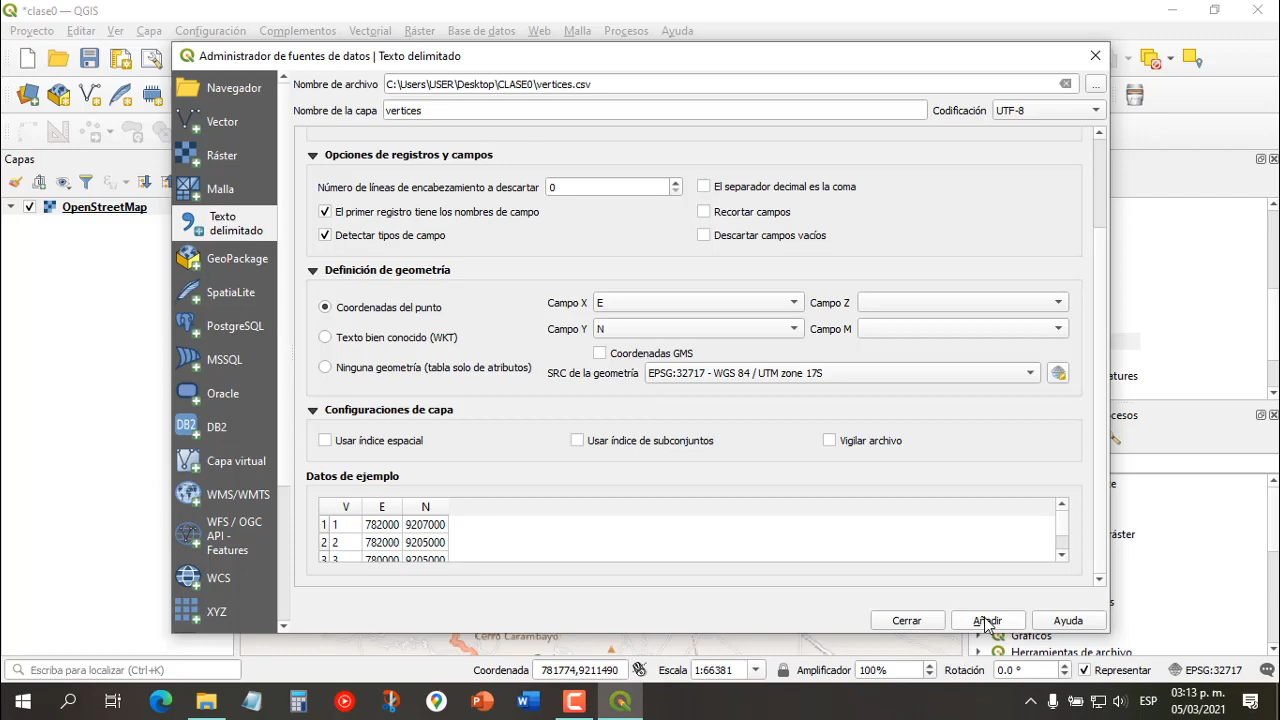 *clase0 — QGIS
Proyecto Editar Ver Capa Configuración Complementos Vectorial Ráster Base de datos Web Malla Procesos Ayuda
Administrador de fuentes de datos | Texto delimitado
Navegador
Vector
Ráster
Malla
Texto
delimitado
GeoPackage
SpatiaLite
PostgreSQL
MSSQL
Oracle
DB2
Capa virtual
WMS/WMTS
WFS / OGC
API -
Features
WCS
XYZ
Nombre de archivo C:\Users\USER\Desktop\CLASE0\vertices.csv ...
Nombre de la capa vertices Codificación UTF-8
Opciones de registros y campos
Número de líneas de encabezamiento a descartar 0 El separador decimal es la coma
El primer registro tiene los nombres de campo Recortar campos
Detectar tipos de campo Descartar campos vacíos
Definición de geometría
Coordenadas del punto Campo X E Campo Z
Texto bien conocido (WKT) Campo Y N Campo M
Coordenadas GMS
Ninguna geometría (tabla solo de atributos) SRC de la geometría EPSG:32717 - WGS 84 / UTM zone 17S
Configuraciones de capa
Usar índice espacial Usar índice de subconjuntos Vigilar archivo
Datos de ejemplo
V E N
1 1 782000 9207000
2 2 782000 9205000
3 3 780000 9205000
Cerrar Añadir Ayuda
Capas
OpenStreetMap
Cerro Carambayo
Gráficos
Herramientas de archivo
Escriba para localizar (Ctrl+K) Coordenada 781774,9211490 Escala 1:66381 Amplificador 100% Rotación 0.0 ° Representar EPSG:32717
ESP 03:13 p. m.
05/03/2021